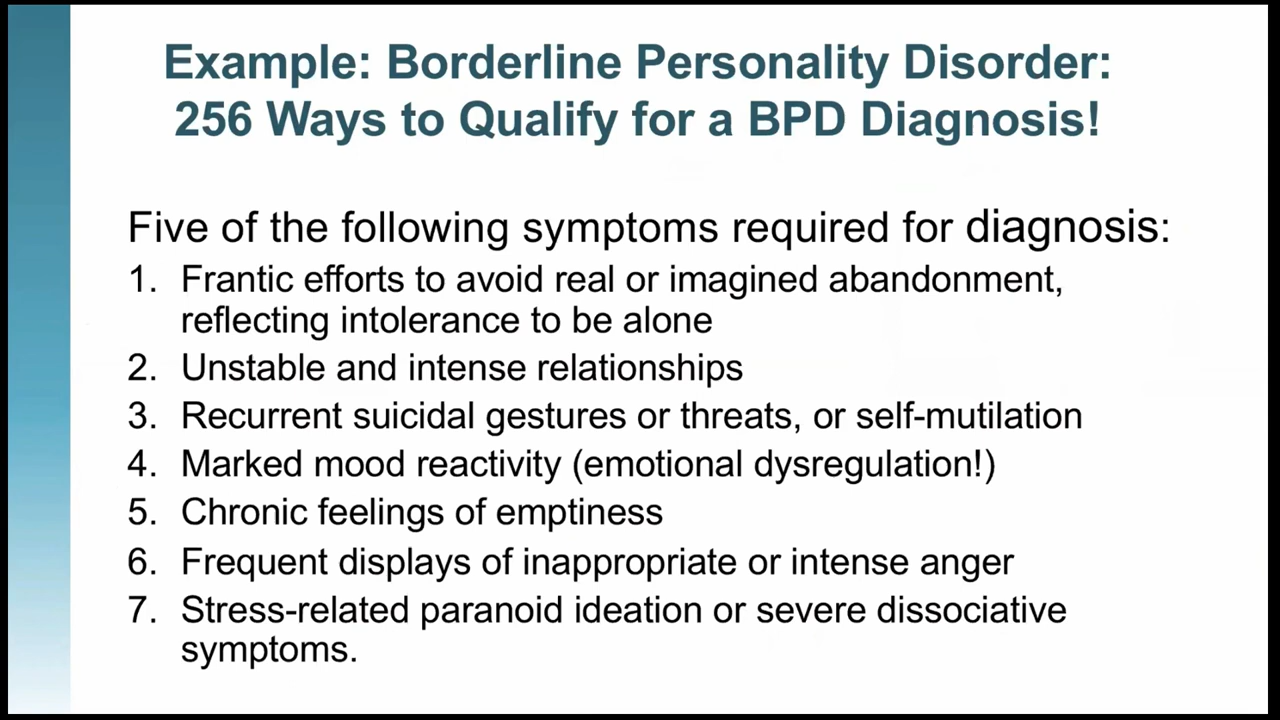 Example: Borderline Personality Disorder:
256 Ways to Qualify for a BPD Diagnosis!
Five of the following symptoms required for diagnosis:
1. Frantic efforts to avoid real or imagined abandonment,
reflecting intolerance to be alone
2. Unstable and intense relationships
3. Recurrent suicidal gestures or threats, or self-mutilation
4. Marked mood reactivity (emotional dysregulation!)
5. Chronic feelings of emptiness
6. Frequent displays of inappropriate or intense anger
7. Stress-related paranoid ideation or severe dissociative
symptoms.